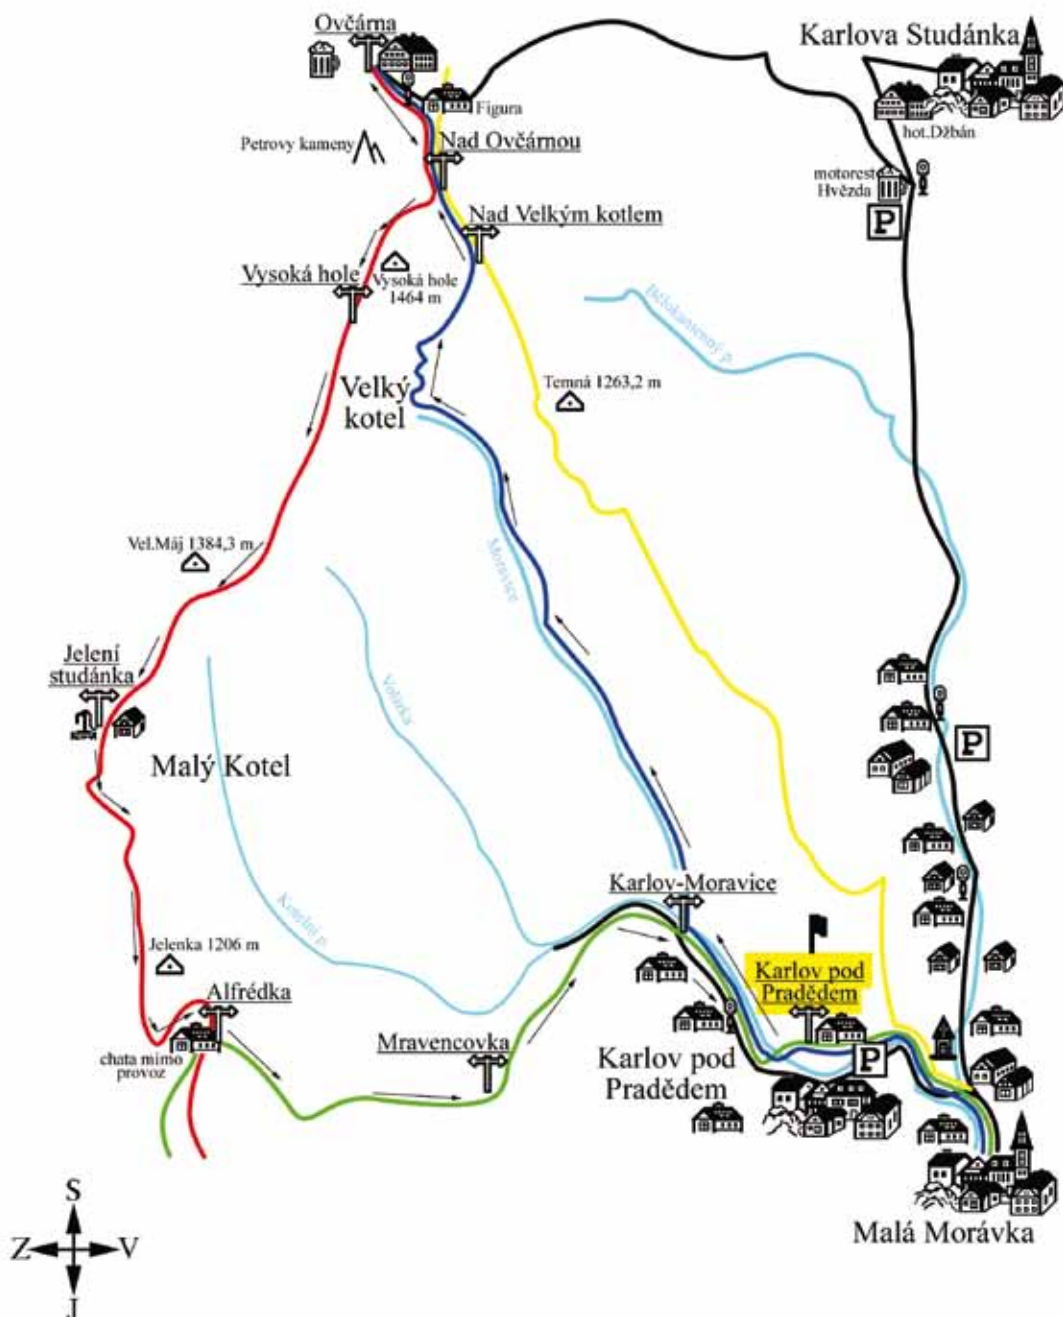 Ovčárna
Karlova Studánka
Figura
hot.Džbán
Petrovy kameny
Nad Ovčárnou
motorest
Hvězda
P
Nad Velkým kotlem
Vysoká hole
Vysoká hole
1464 m
Bělokamenný p.
Velký
kotel
Temná 1263,2 m
Vel.Máj 1384,3 m
Moravice
Jelení
studánka
Volárka
P
Malý Kotel
Karlov-Moravice
Kotelný p.
Jelenka 1206 m
Karlov pod
Pradědem
Alfrédka
chata mimo
provoz
Mravencovka
Karlov pod
Pradědem
P
Malá Morávka
S
Z V
J